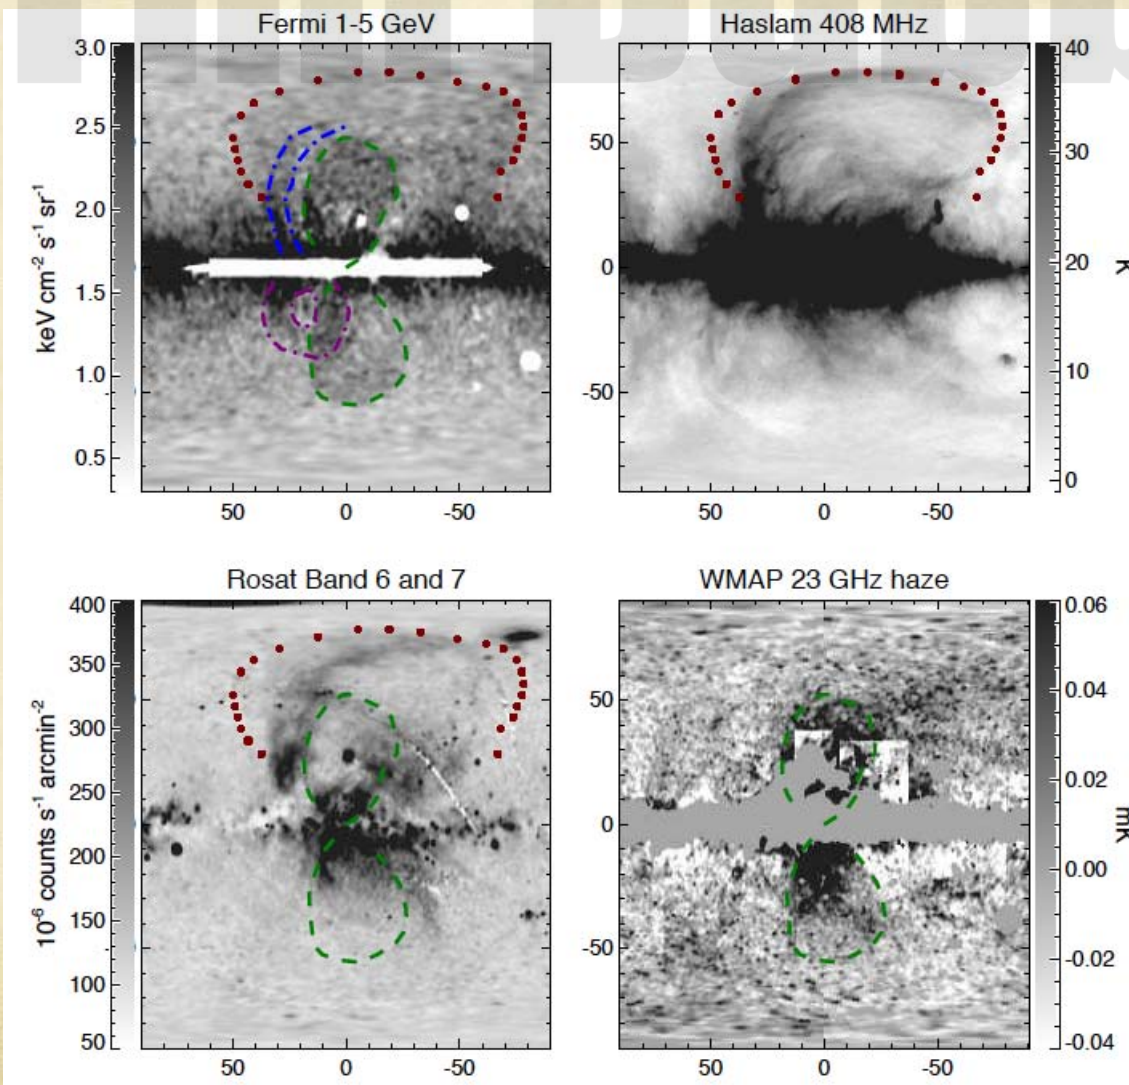 Fermi 1-5 GeV
3.0
2.5
2.0
1.5
1.0
0.5
keV cm⁻² s⁻¹ sr⁻¹
50 0 -50
Haslam 408 MHz
50
0
-50
50 0 -50
40
30
20
10
0
K
Rosat Band 6 and 7
400
350
300
250
200
150
100
50
10⁻⁶ counts s⁻¹ arcmin⁻²
50 0 -50
WMAP 23 GHz haze
50
0
-50
50 0 -50
0.06
0.04
0.02
0.00
-0.02
-0.04
mK